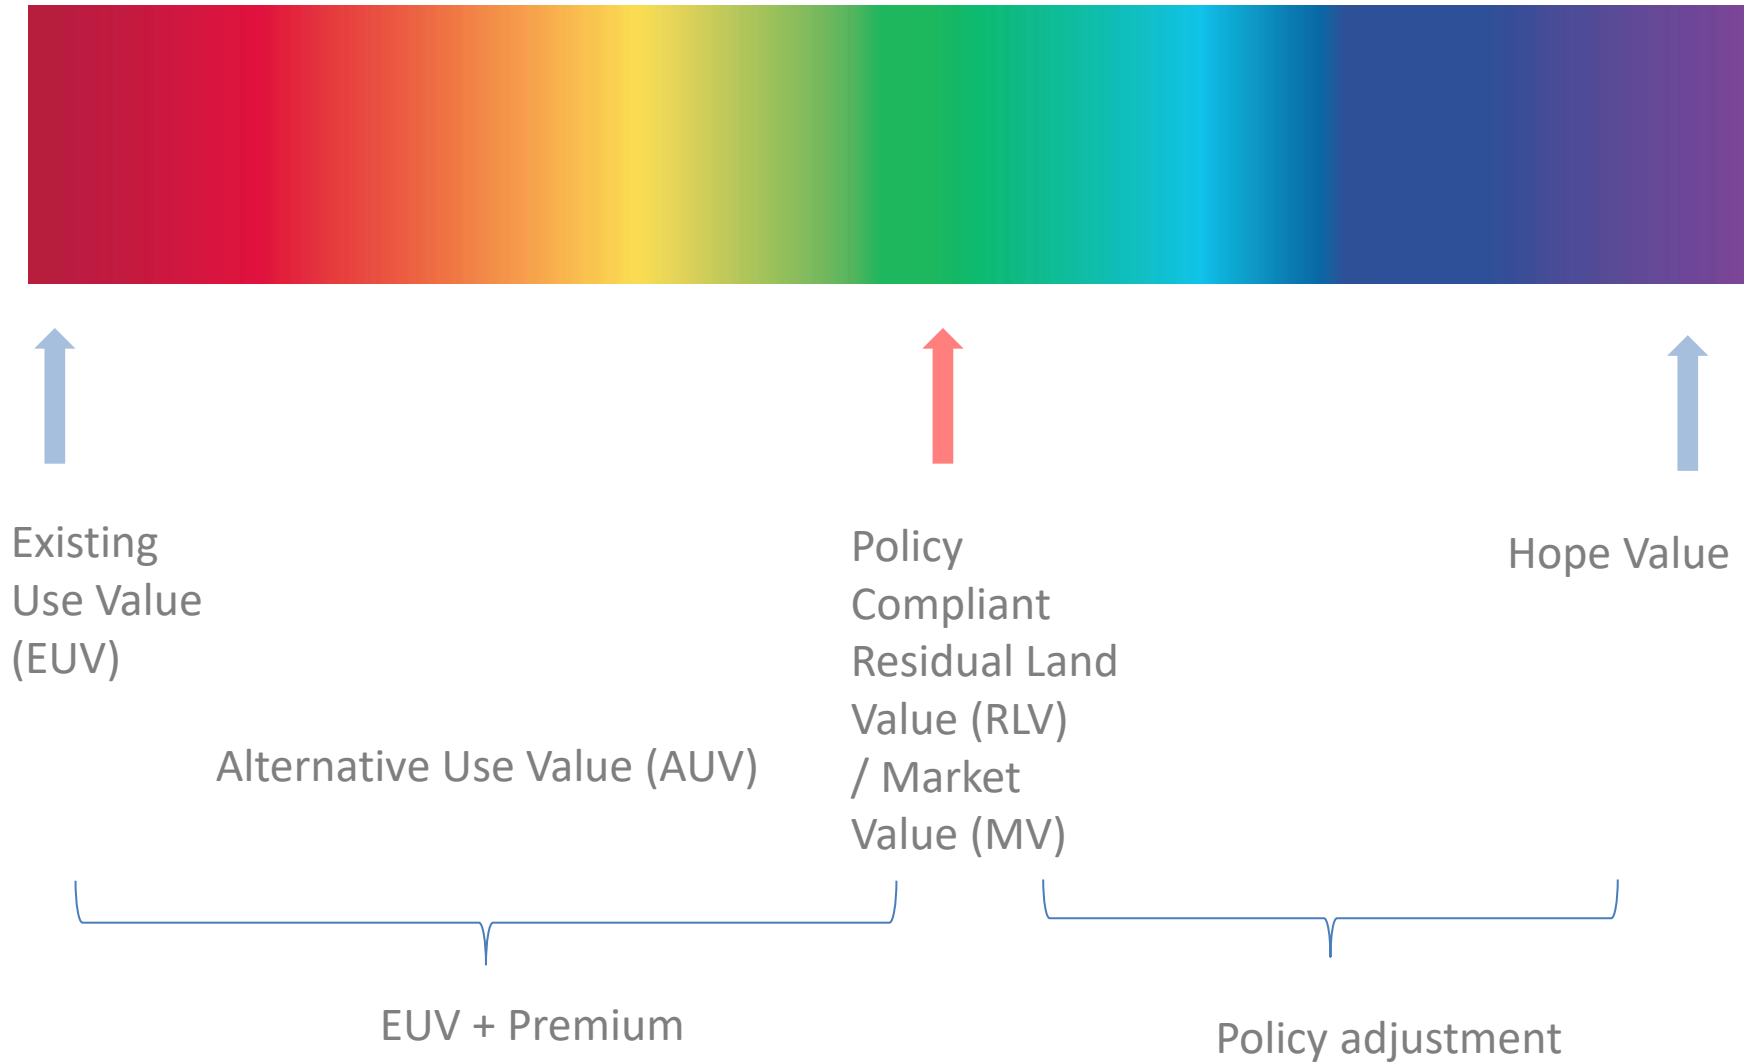 Existing
Use Value
(EUV)
Policy
Compliant
Residual Land
Value (RLV)
/ Market
Value (MV)
Hope Value
Alternative Use Value (AUV)
EUV + Premium
Policy adjustment